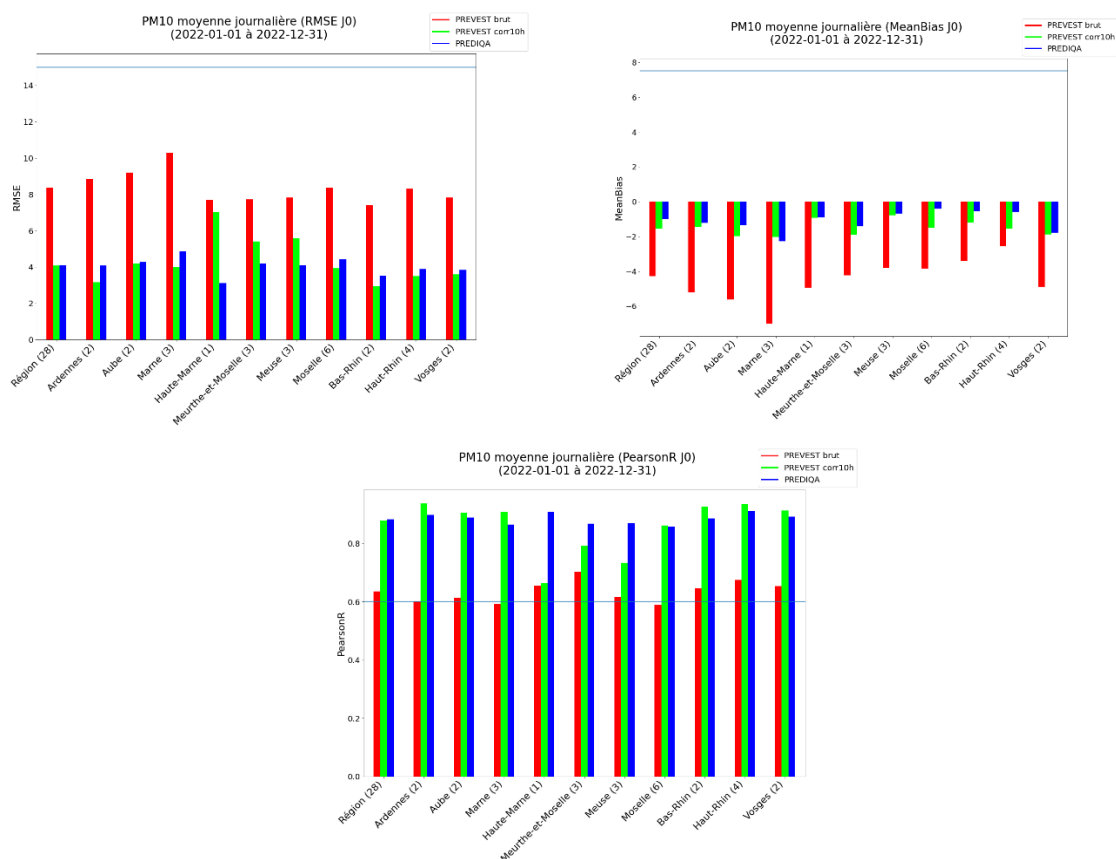 PM10 moyenne journalière (RMSE J0)
(2022-01-01 à 2022-12-31)
PREVEST brut
PREVEST corr10h
PREDIQA
RMSE
14
12
10
8
6
4
2
0
Région (28)
Ardennes (2)
Aube (2)
Marne (3)
Haute-Marne (1)
Meurthe-et-Moselle (3)
Meuse (3)
Moselle (6)
Bas-Rhin (2)
Haut-Rhin (4)
Vosges (2)
PM10 moyenne journalière (MeanBias J0)
(2022-01-01 à 2022-12-31)
PREVEST brut
PREVEST corr10h
PREDIQA
MeanBias
8
6
4
2
0
−2
−4
−6
Région (28)
Ardennes (2)
Aube (2)
Marne (3)
Haute-Marne (1)
Meurthe-et-Moselle (3)
Meuse (3)
Moselle (6)
Bas-Rhin (2)
Haut-Rhin (4)
Vosges (2)
PM10 moyenne journalière (PearsonR J0)
(2022-01-01 à 2022-12-31)
PREVEST brut
PREVEST corr10h
PREDIQA
PearsonR
0.8
0.6
0.4
0.2
0.0
Région (28)
Ardennes (2)
Aube (2)
Marne (3)
Haute-Marne (1)
Meurthe-et-Moselle (3)
Meuse (3)
Moselle (6)
Bas-Rhin (2)
Haut-Rhin (4)
Vosges (2)